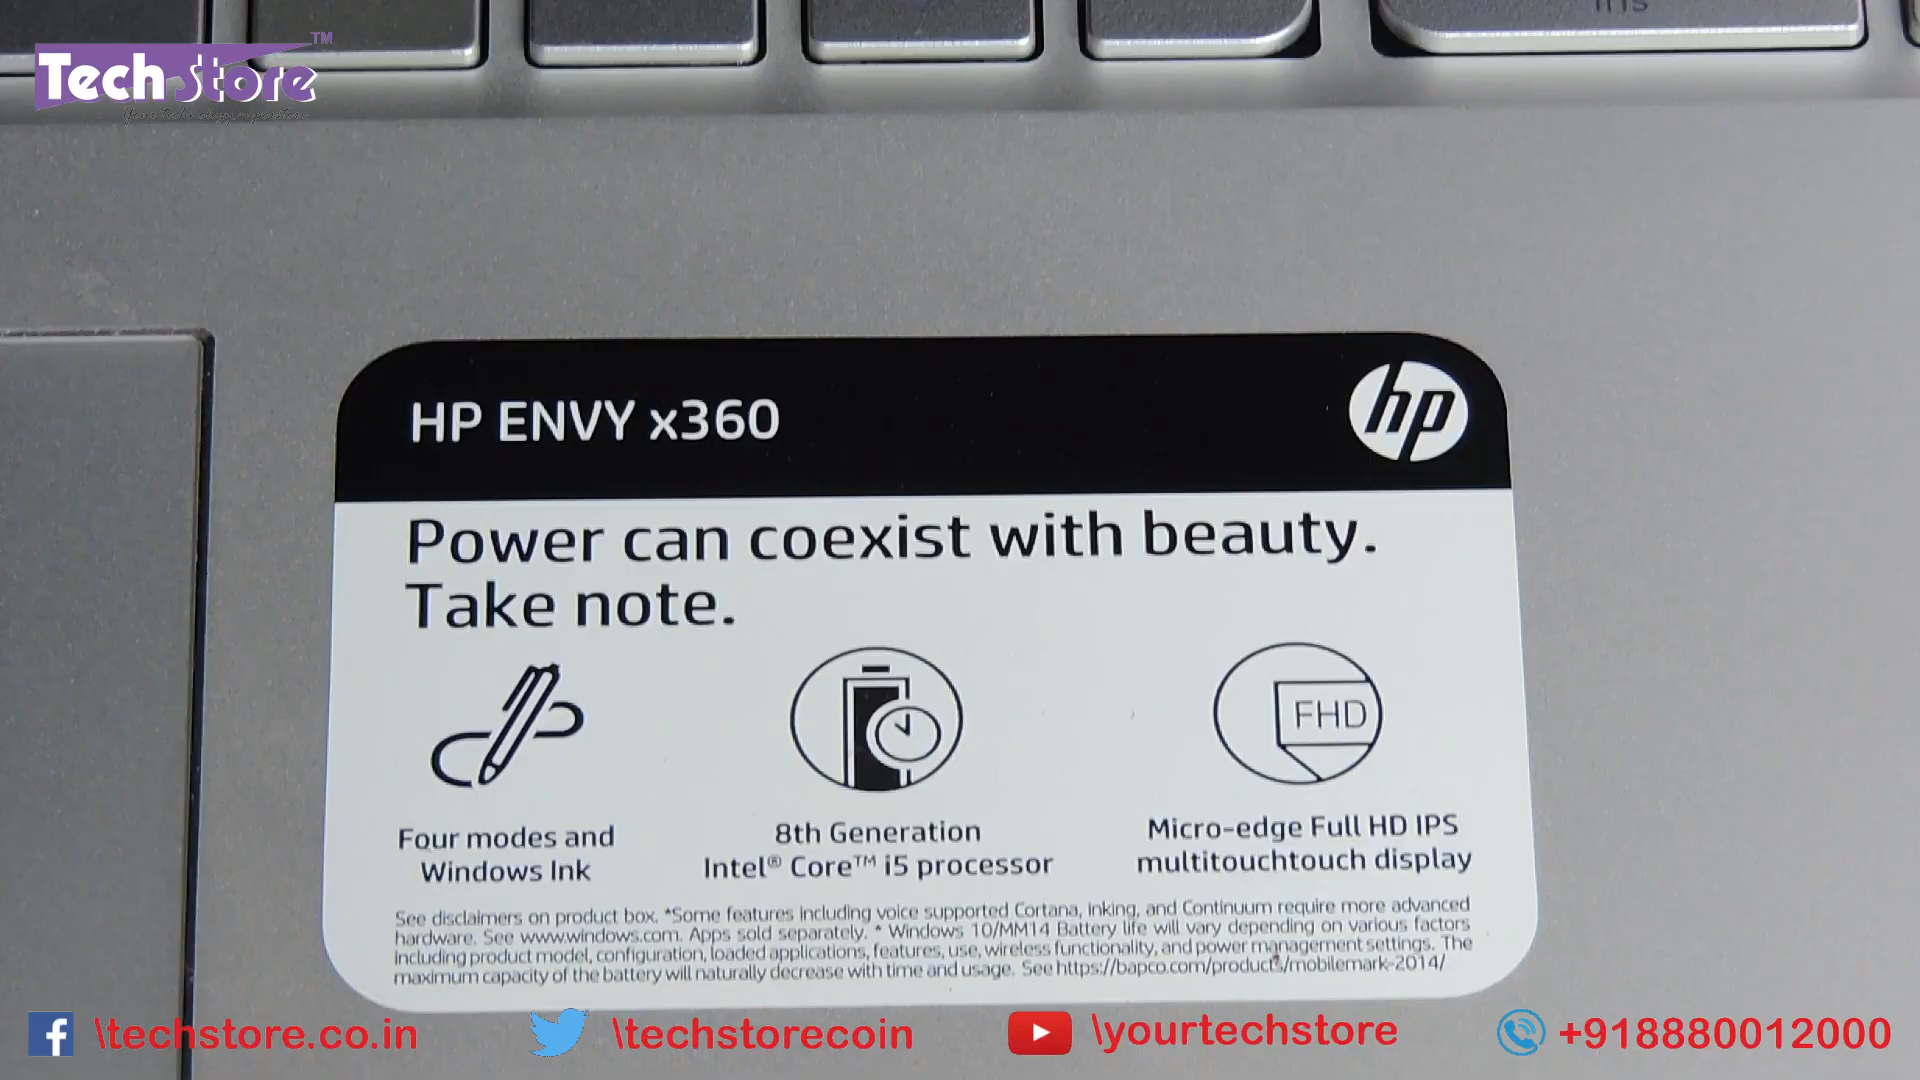 ins
TechStore™
Your technology superstore
HP ENVY x360
hp
Power can coexist with beauty.
Take note.
FHD
Four modes and
Windows Ink
8th Generation
Intel® Core™ i5 processor
Micro-edge Full HD IPS
multitouchtouch display
See disclaimers on product box. *Some features including voice supported Cortana, inking, and Continuum require more advanced
hardware. See www.windows.com. Apps sold separately. * Windows 10/MM14 Battery life will vary depending on various factors
including product model, configuration, loaded applications, features, use, wireless functionality, and power management settings. The
maximum capacity of the battery will naturally decrease with time and usage. See https://bapco.com/products/mobilemark-2014/
\techstore.co.in
\techstorecoin
\yourtechstore
+918880012000